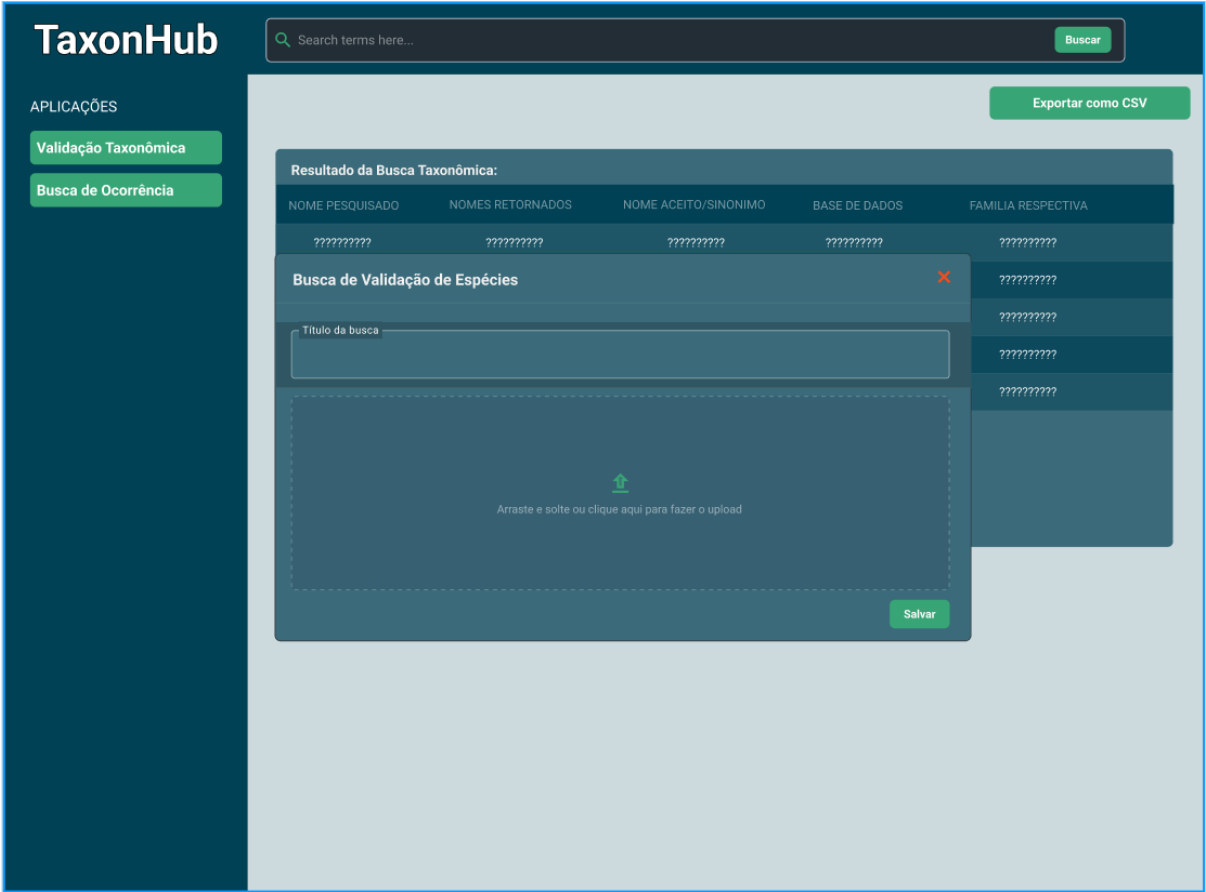 TaxonHub
Search terms here...
Buscar
APLICAÇÕES
Validação Taxonômica
Busca de Ocorrência
Exportar como CSV
Resultado da Busca Taxonômica:
NOME PESQUISADO NOMES RETORNADOS NOME ACEITO/SINONIMO BASE DE DADOS FAMILIA RESPECTIVA
?????????? ?????????? ?????????? ?????????? ??????????
??????????
??????????
??????????
??????????
Busca de Validação de Espécies
Título da busca
Arraste e solte ou clique aqui para fazer o upload
Salvar